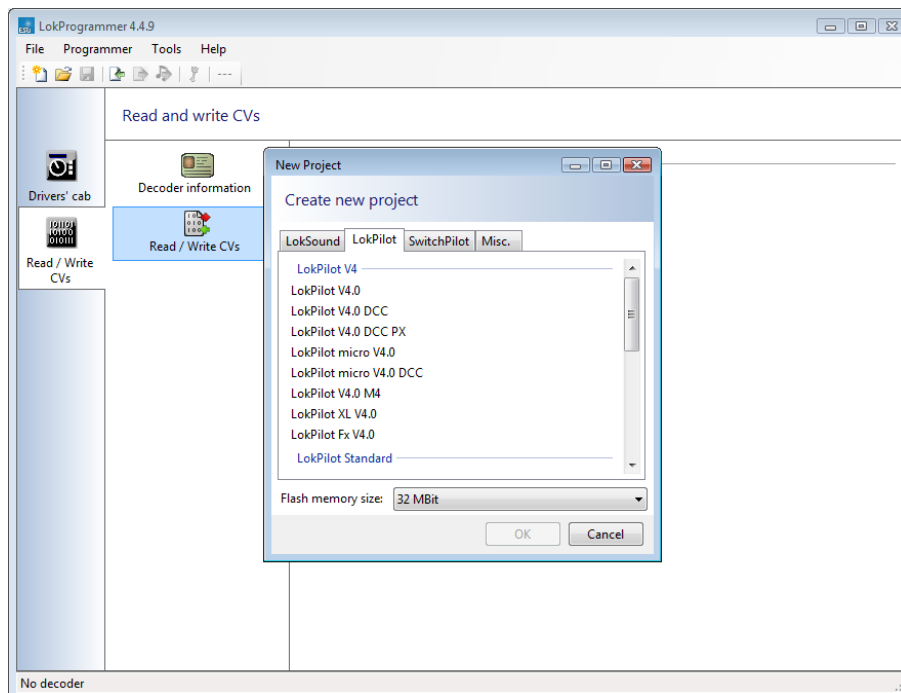 LokProgrammer 4.4.9
File Programmer Tools Help
Read and write CVs
Drivers' cab
Read / Write
CVs
Decoder information
Read / Write CVs
New Project
Create new project
LokSound LokPilot SwitchPilot Misc.
LokPilot V4
LokPilot V4.0
LokPilot V4.0 DCC
LokPilot V4.0 DCC PX
LokPilot micro V4.0
LokPilot micro V4.0 DCC
LokPilot V4.0 M4
LokPilot XL V4.0
LokPilot Fx V4.0
LokPilot Standard
Flash memory size: 32 MBit
OK Cancel
No decoder